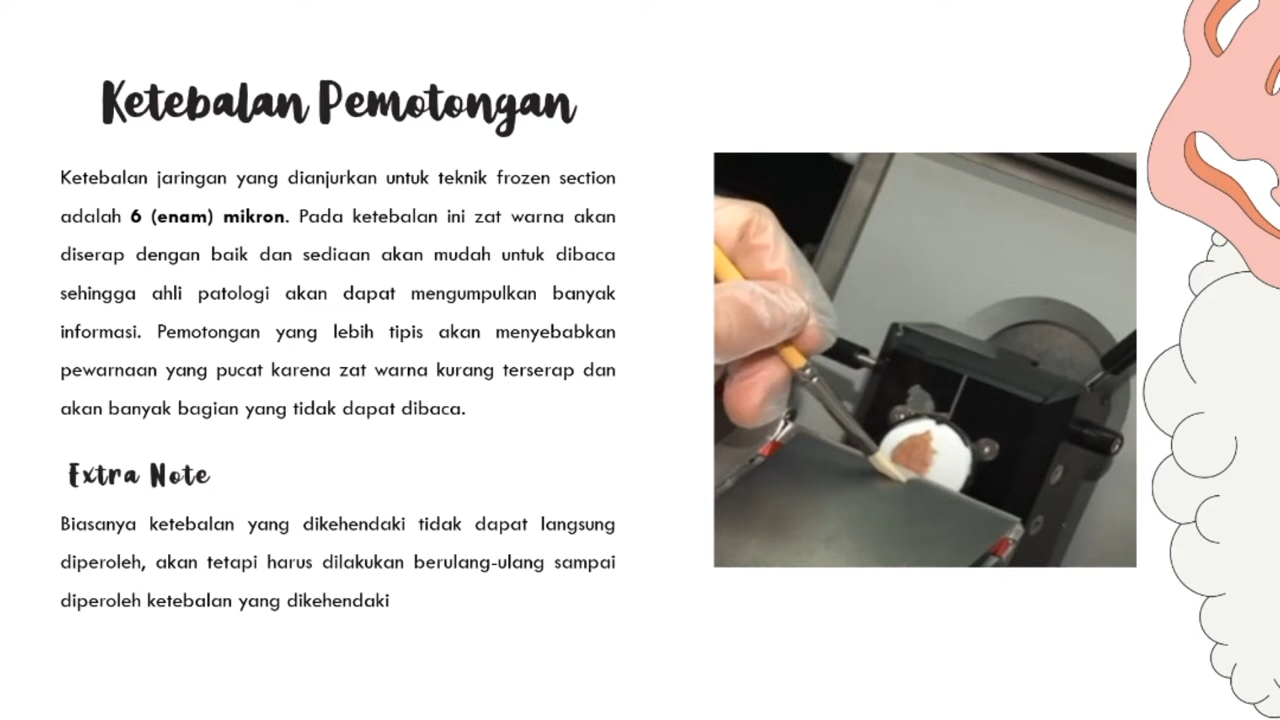 Ketebalan Pemotongan
Ketebalan jaringan yang dianjurkan untuk teknik frozen section
adalah 6 (enam) mikron. Pada ketebalan ini zat warna akan
diserap dengan baik dan sediaan akan mudah untuk dibaca
sehingga ahli patologi akan dapat mengumpulkan banyak
informasi. Pemotongan yang lebih tipis akan menyebabkan
pewarnaan yang pucat karena zat warna kurang terserap dan
akan banyak bagian yang tidak dapat dibaca.
Extra Note
Biasanya ketebalan yang dikehendaki tidak dapat langsung
diperoleh, akan tetapi harus dilakukan berulang-ulang sampai
diperoleh ketebalan yang dikehendaki